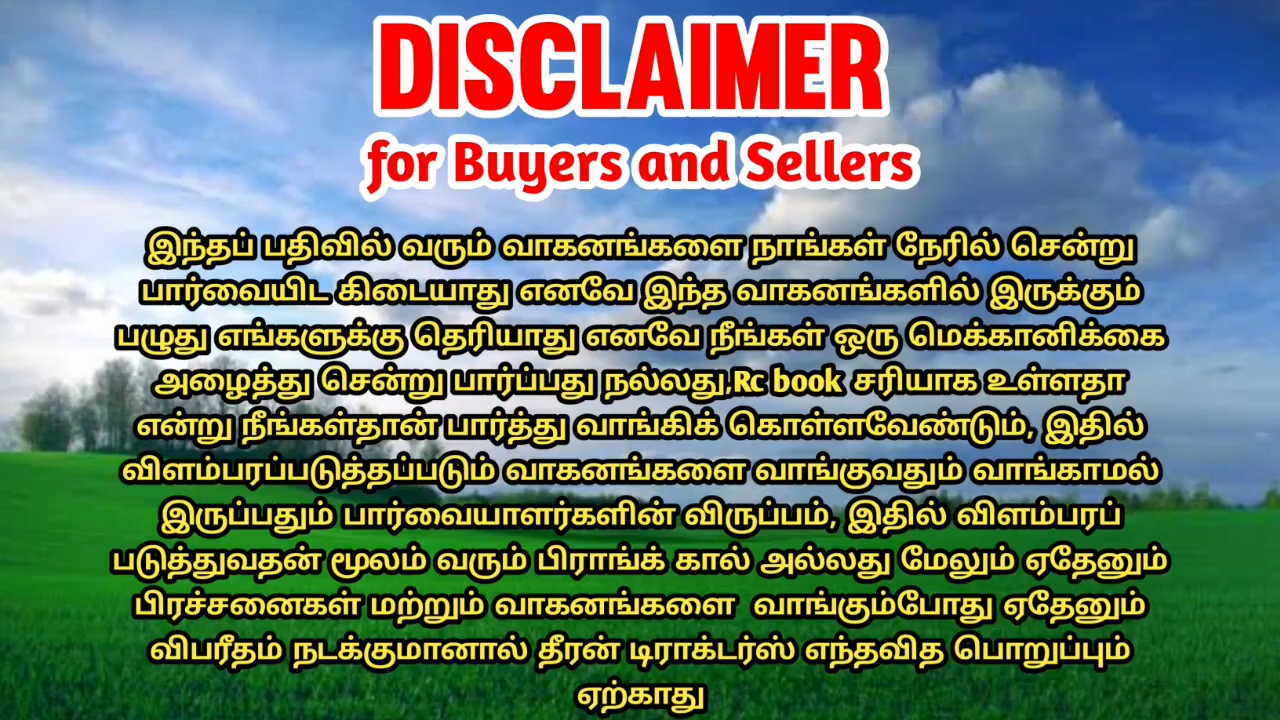 DISCLAIMER
for Buyers and Sellers
இந்தப் பதிவில் வரும் வாகனங்களை நாங்கள் நேரில் சென்று
பார்வையிட கிடையாது எனவே இந்த வாகனங்களில் இருக்கும்
பழுது எங்களுக்கு தெரியாது எனவே நீங்கள் ஒரு மெக்கானிக்கை
அழைத்து சென்று பார்ப்பது நல்லது,Rc book சரியாக உள்ளதா
என்று நீங்கள்தான் பார்த்து வாங்கிக் கொள்ளவேண்டும், இதில்
விளம்பரப்படுத்தப்படும் வாகனங்களை வாங்குவதும் வாங்காமல்
இருப்பதும் பார்வையாளர்களின் விருப்பம், இதில் விளம்பரப்
படுத்துவதன் மூலம் வரும் பிராங்க் கால் அல்லது மேலும் ஏதேனும்
பிரச்சனைகள் மற்றும் வாகனங்களை வாங்கும்போது ஏதேனும்
விபரீதம் நடக்குமானால் தீரன் டிராக்டர்ஸ் எந்தவித பொறுப்பும்
ஏற்காது